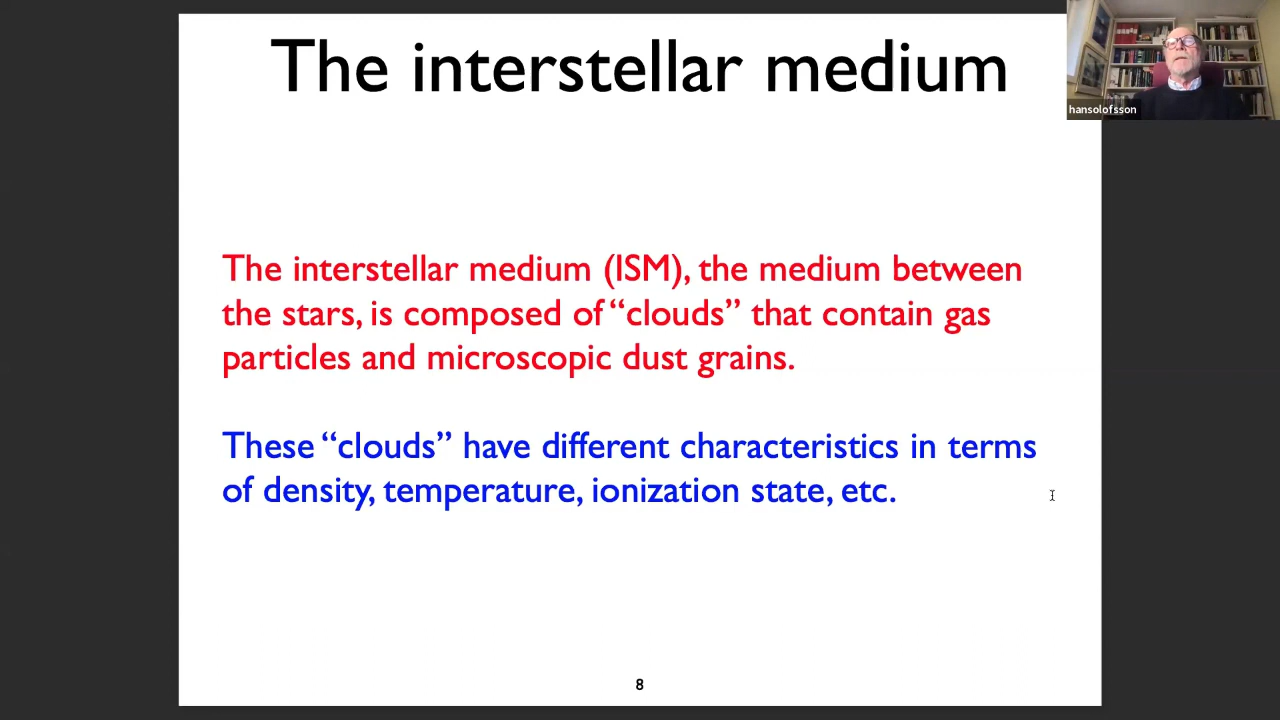 The interstellar medium
hansolofsson
The interstellar medium (ISM), the medium between
the stars, is composed of “clouds” that contain gas
particles and microscopic dust grains.
These “clouds” have different characteristics in terms
of density, temperature, ionization state, etc.
8